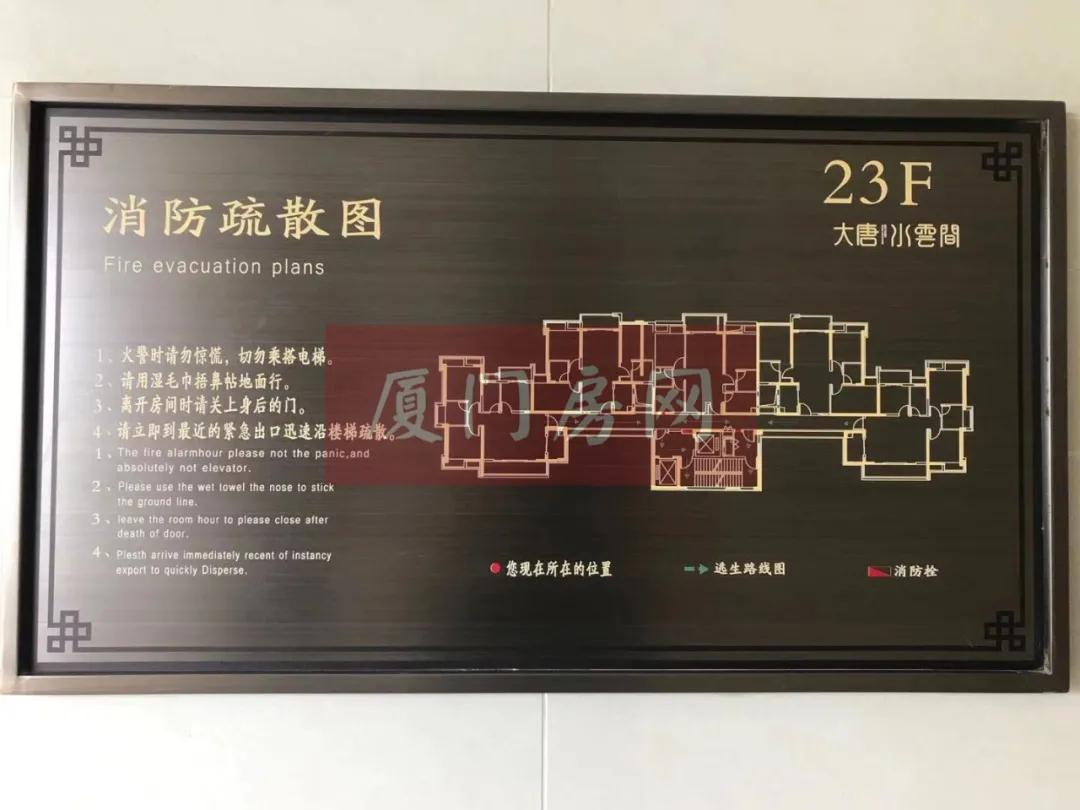 23F
大唐水雲間
消防疏散图
Fire evacuation plans
1、火警时请勿惊慌，切勿乘搭电梯。
2、请用湿毛巾捂鼻帖地面行。
3、离开房间时请关上身后的门。
4、请立即到最近的紧急出口迅速沿楼梯疏散。
1、The fire alarmhour please not the panic,and
absolutely not elevator.
2、Please use the wet towel the nose to stick
the ground line.
3、leave the room hour to please close after
death of door.
4、Plesth arrive immediately recent of instancy
export to quickly Disperse.
厦门房网
您现在所在的位置
逃生路线图
消防栓